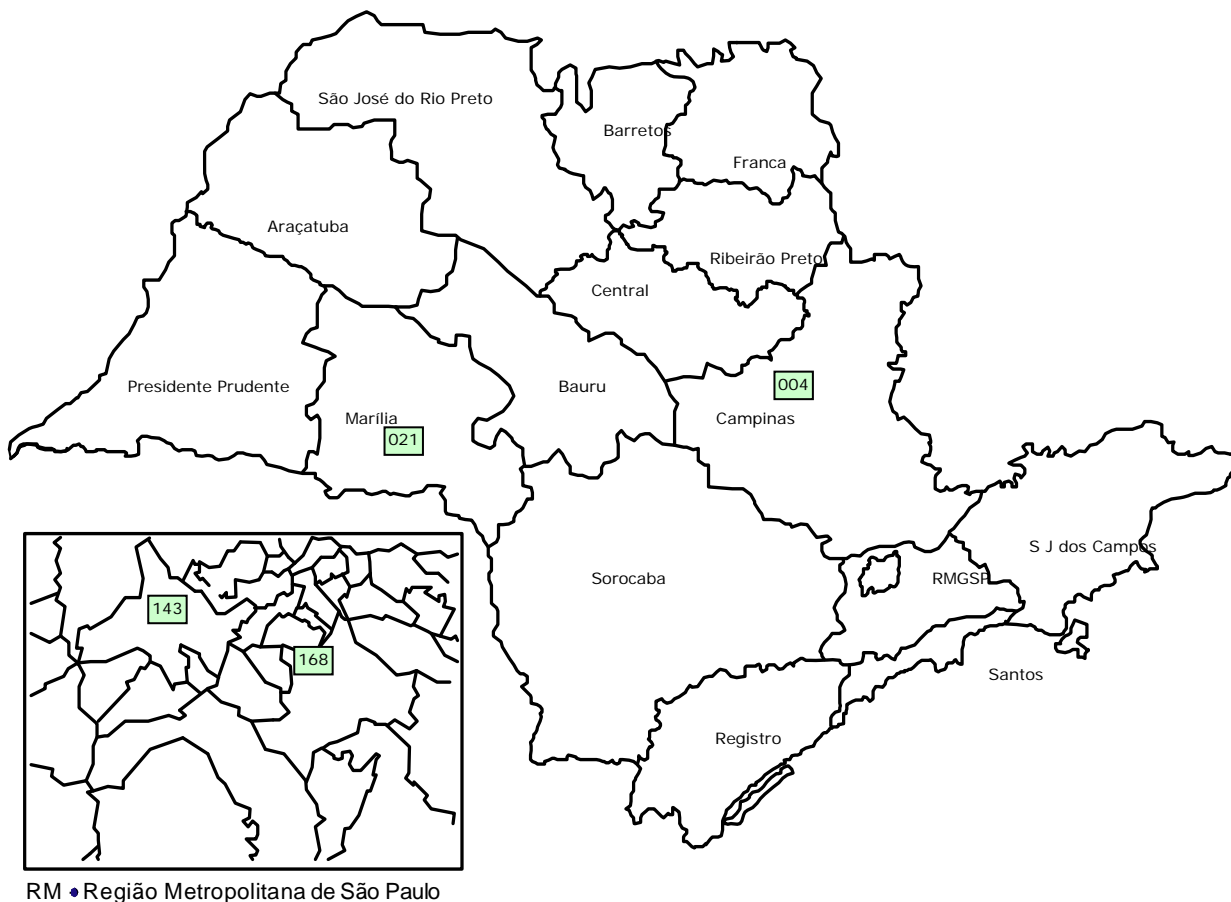 São José do Rio Preto
Barretos
Franca
Araçatuba
Ribeirão Preto
Central
Presidente Prudente
Bauru
004
Marília
Campinas
021
S J dos Campos
Sorocaba
RMGSP
143
168
Santos
Registro
RM • Região Metropolitana de São Paulo